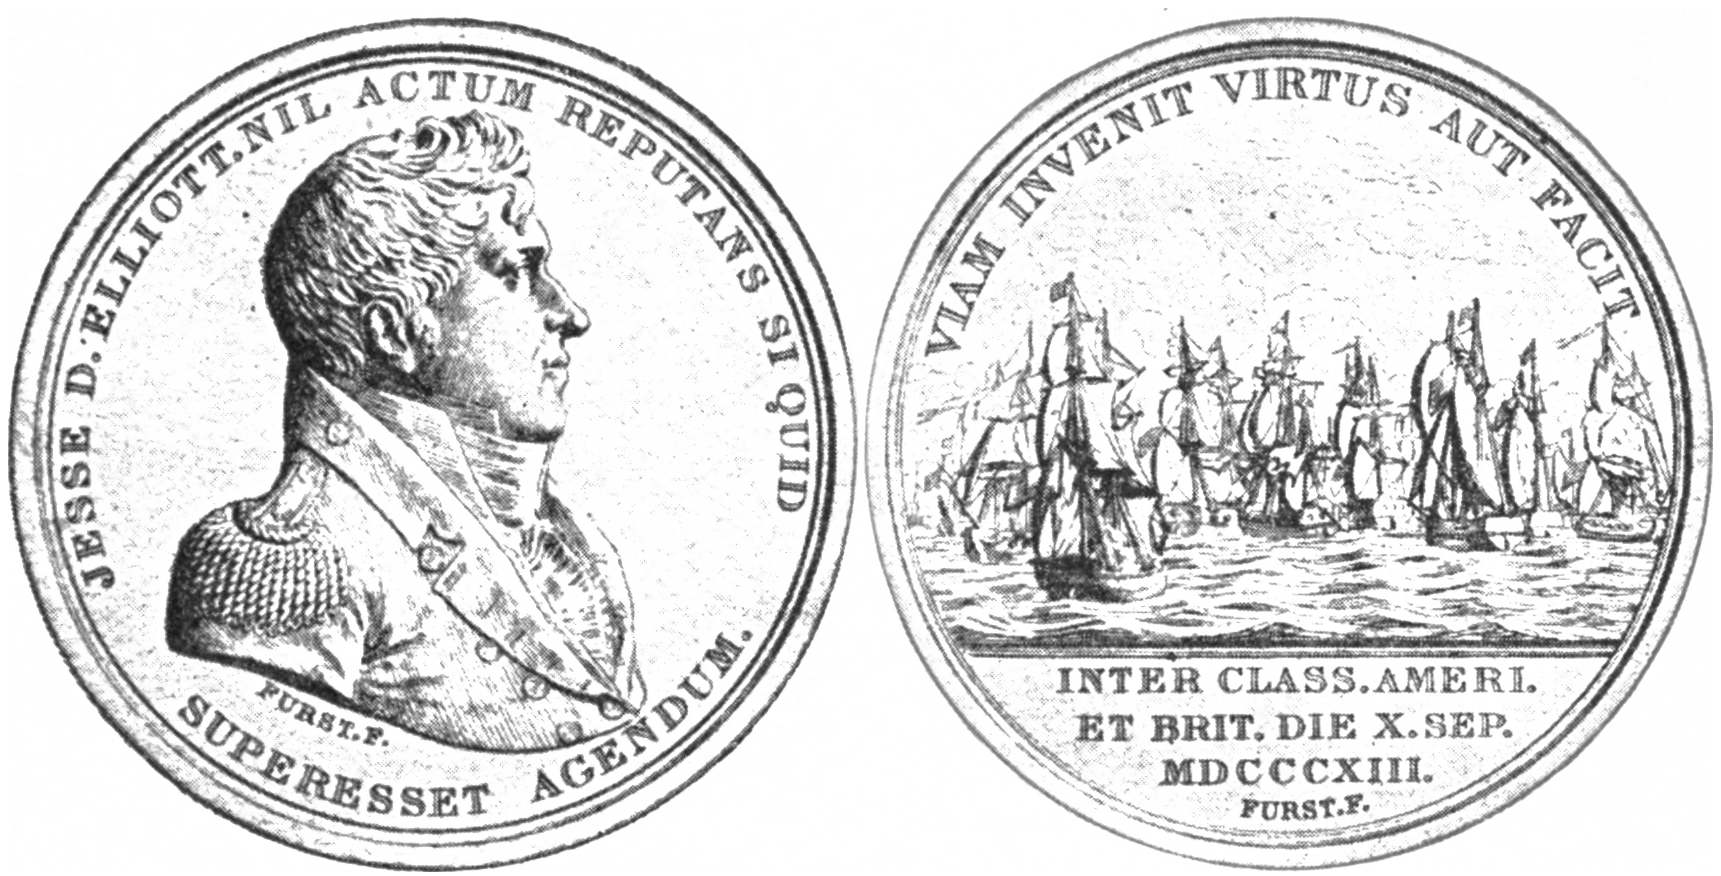 JESSE D. ELLIOTT. NIL ACTUM REPUTANS SI QUID
SUPERESSET AGENDUM.
FURST. F.
VIAM INVENIT VIRTUS AUT FACIT
INTER CLASS. AMERI.
ET BRIT. DIE X. SEP.
MDCCCXIII.
FURST. F.